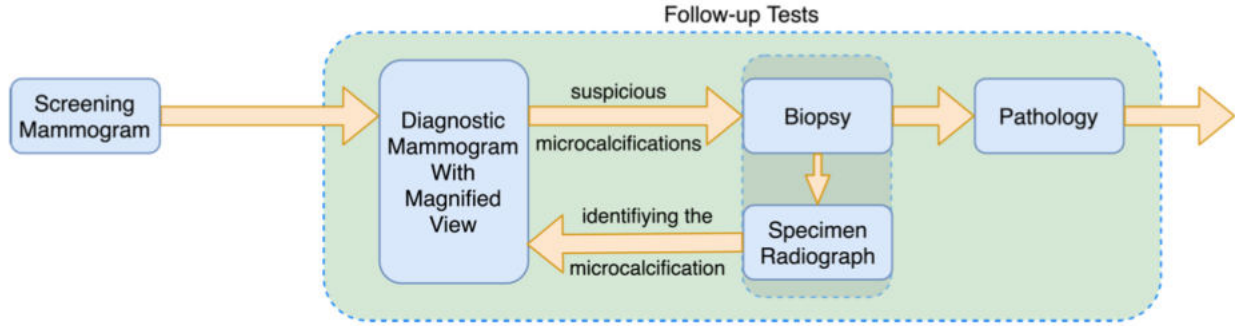 Follow-up Tests
Screening
Mammogram
Diagnostic
Mammogram
With
Magnified
View
suspicious
microcalcifications
Biopsy
Pathology
identifiying the
microcalcification
Specimen
Radiograph